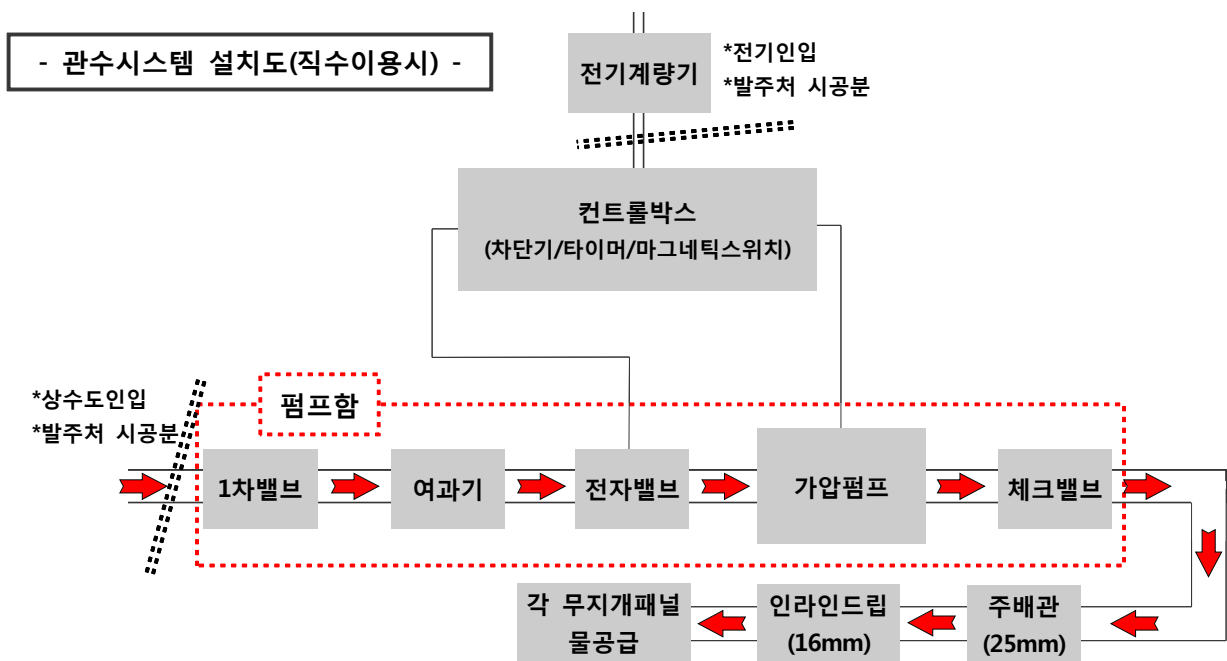 - 관수시스템 설치도(직수이용시) -
전기계량기
*전기인입
*발주처 시공분
컨트롤박스
(차단기/타이머/마그네틱스위치)
*상수도인입
*발주처 시공분
펌프함
1차밸브
여과기
전자밸브
가압펌프
체크밸브
각 무지개패널
물공급
인라인드립
(16mm)
주배관
(25mm)